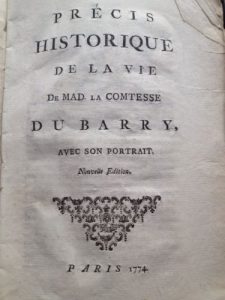 PRÉCIS
HISTORIQUE
DE LA VIE
DE MAD. LA COMTESSE
DU BARRY,
AVEC SON PORTRAIT.
Nouvelle Edition.
PARIS 1774